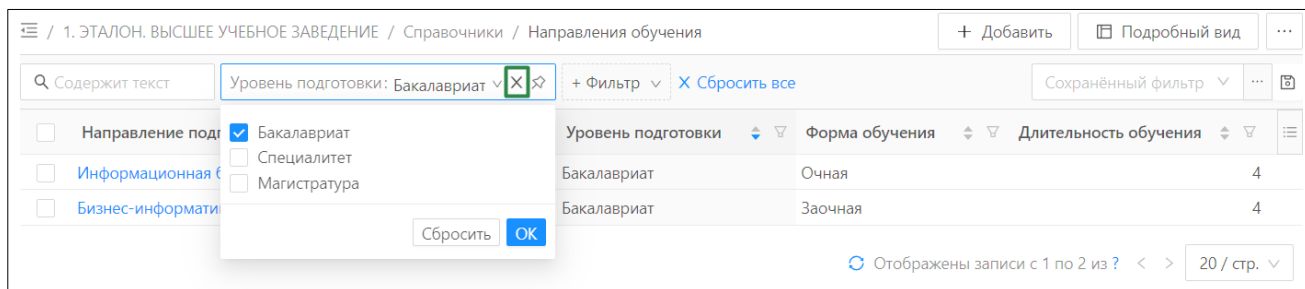 / 1. ЭТАЛОН. ВЫСШЕЕ УЧЕБНОЕ ЗАВЕДЕНИЕ / Справочники / Направления обучения + Добавить Подробный вид ...
Содержит текст Уровень подготовки: Бакалавриат + Фильтр X Сбросить все Сохранённый фильтр ...
Направление Уровень подготовки Форма обучения Длительность обучения
Бакалавриат
Специалитет
Магистратура
Сбросить OK
Информационная Бакалавриат Очная 4
Бизнес-информати Бакалавриат Заочная 4
Отображены записи с 1 по 2 из ? < > 20 / стр.